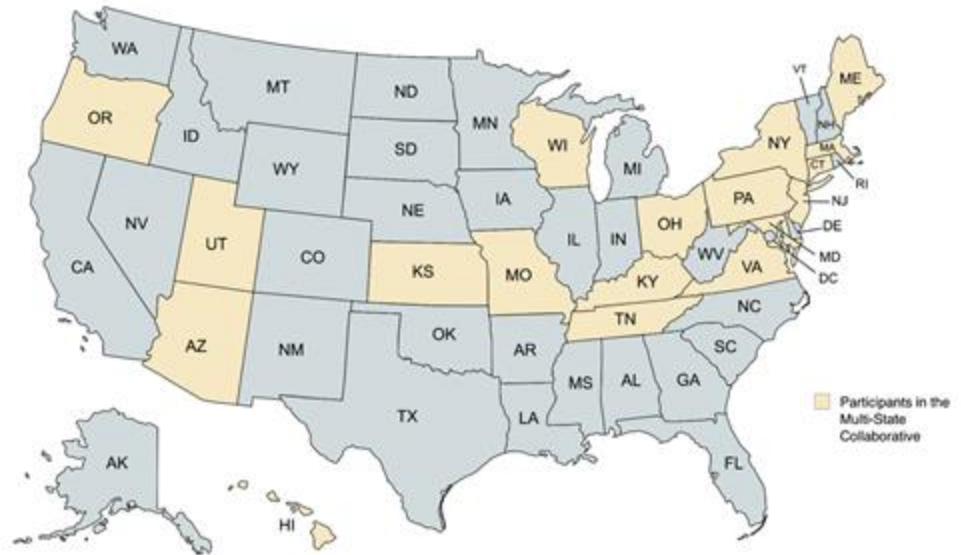 WA
MT
ND
MN
VT
ME
OR
ID
SD
WI
MI
NY
NH
MA
CT
RI
WY
IA
NE
PA
NJ
NV
UT
CO
IL
IN
OH
WV
DE
MD
DC
CA
KS
MO
KY
VA
AZ
NM
OK
AR
TN
NC
SC
MS
AL
GA
TX
LA
FL
AK
HI
Participants in the
Multi-State
Collaborative